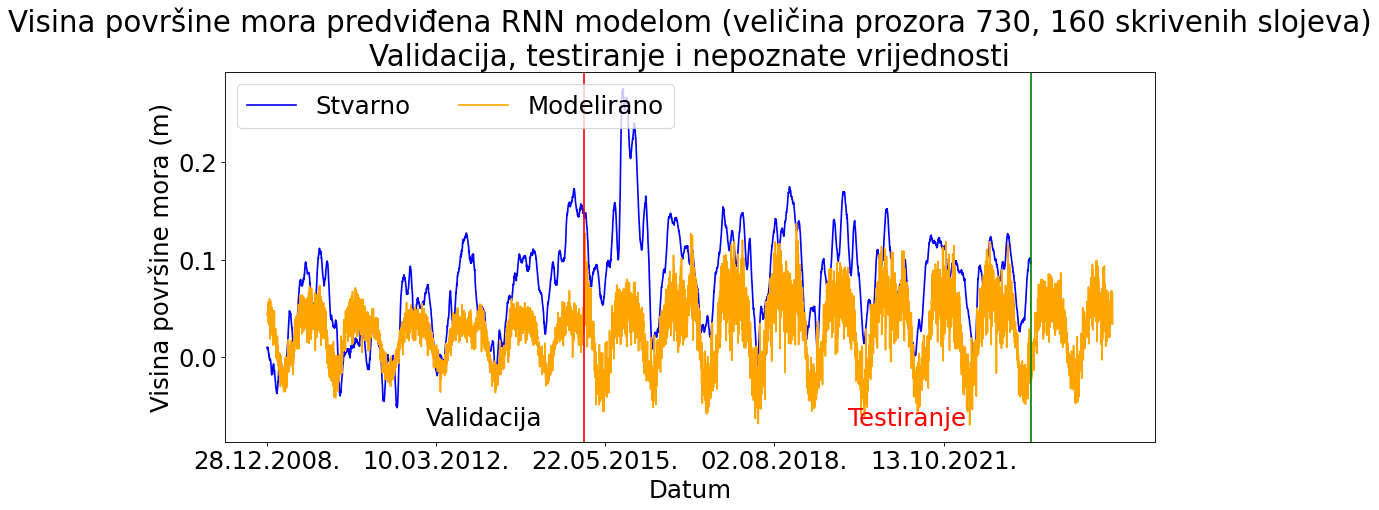 Visina površine mora predviđena RNN modelom (veličina prozora 730, 160 skrivenih slojeva)
Validacija, testiranje i nepoznate vrijednosti
Stvarno
Modelirano
Visina površine mora (m)
0.2
0.1
0.0
Validacija
Testiranje
28.12.2008.
10.03.2012.
22.05.2015.
02.08.2018.
13.10.2021.
Datum